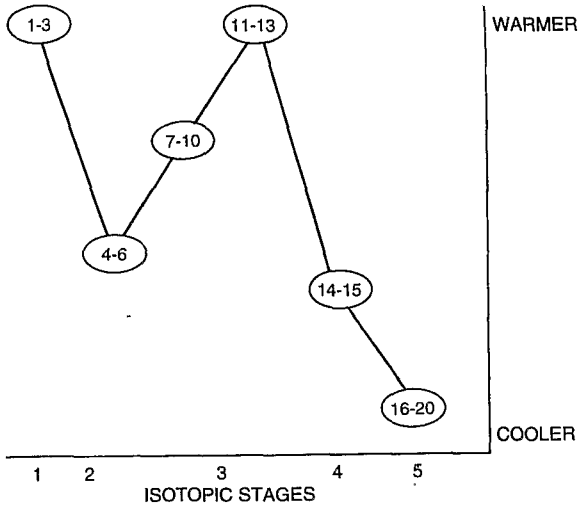 1-3
11-13
WARMER
7-10
4-6
14-15
16-20
COOLER
1 2 3 4 5
ISOTOPIC STAGES